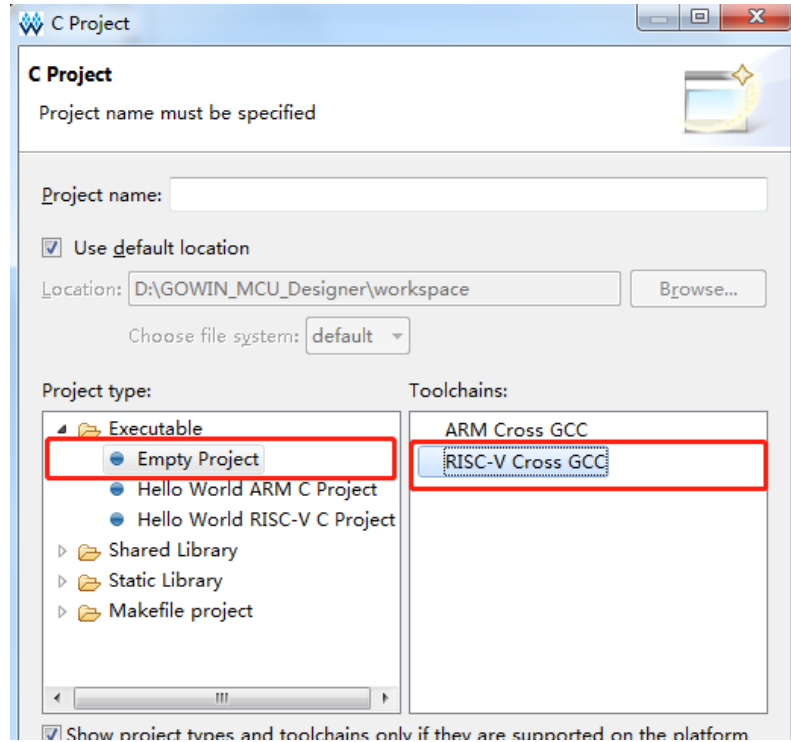 C Project
C Project
Project name must be specified
Project name:
Use default location
Location: D:\GOWIN_MCU_Designer\workspace Browse...
Choose file system: default
Project type: Toolchains:
Executable ARM Cross GCC
Empty Project RISC-V Cross GCC
Hello World ARM C Project
Hello World RISC-V C Project
Shared Library
Static Library
Makefile project
Show project types and toolchains only if they are supported on the platform